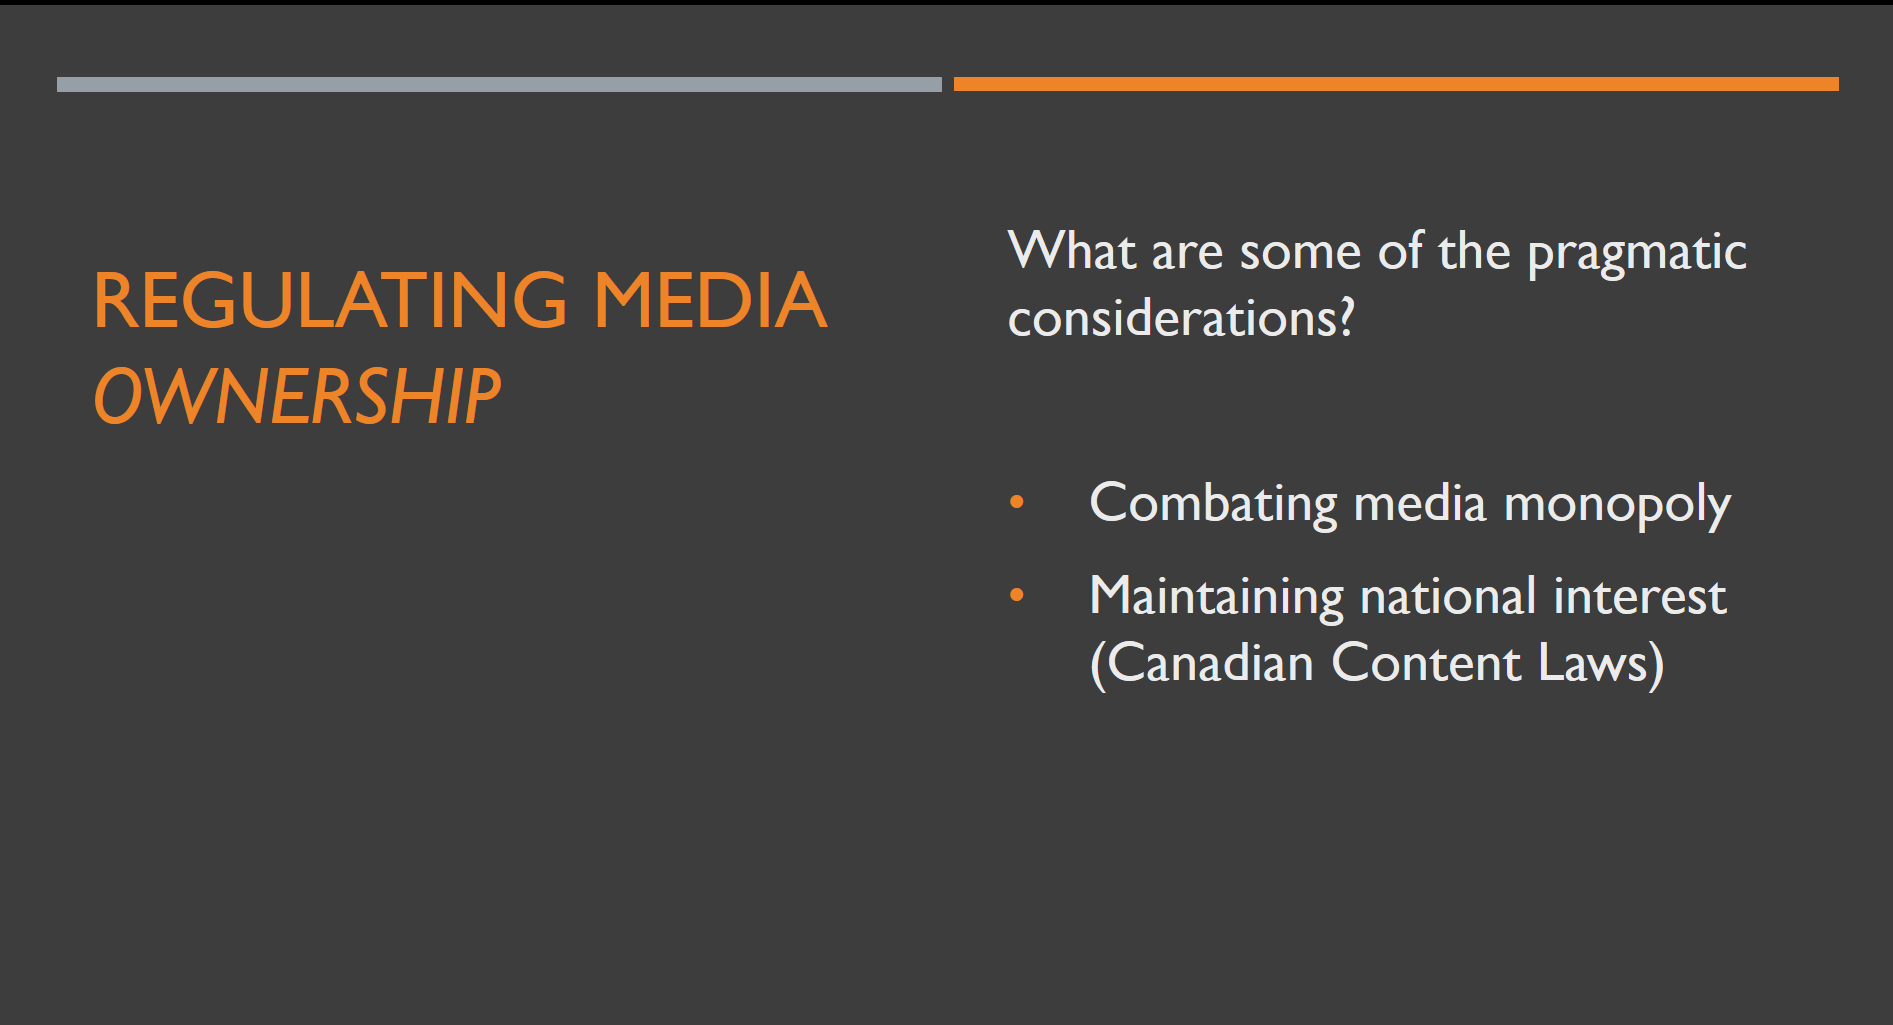 REGULATING MEDIA
OWNERSHIP
What are some of the pragmatic
considerations?
• Combating media monopoly
• Maintaining national interest
(Canadian Content Laws)